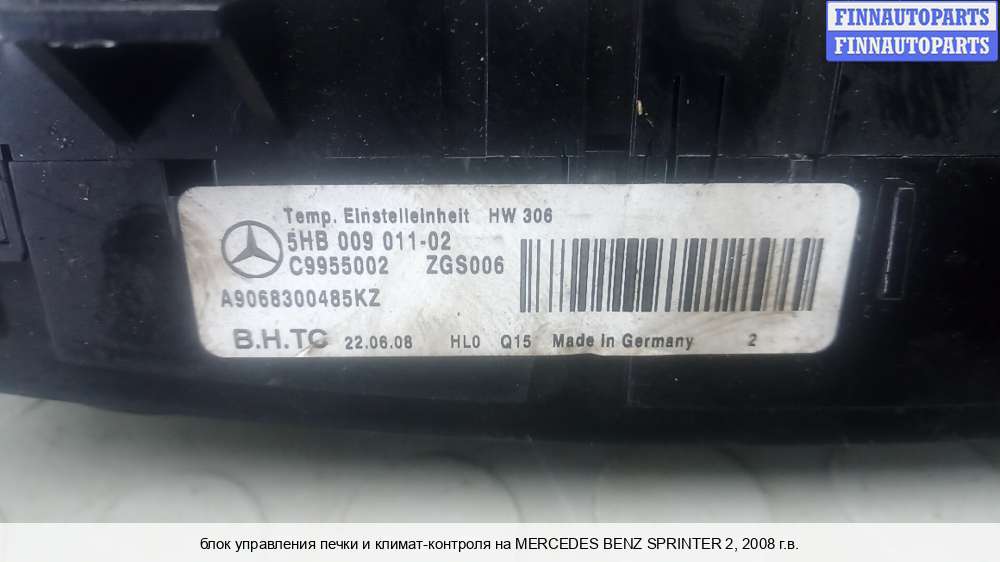 FINNAUTOPARTS
FINNAUTOPARTS
Temp. Einstelleinheit HW 306
5HB 009 011-02
C9955002 ZGS006
A9068300485KZ
B.H.TC 22.06.08 HL0 Q15 Made in Germany 2
блок управления печки и климат-контроля на MERCEDES BENZ SPRINTER 2, 2008 г.в.